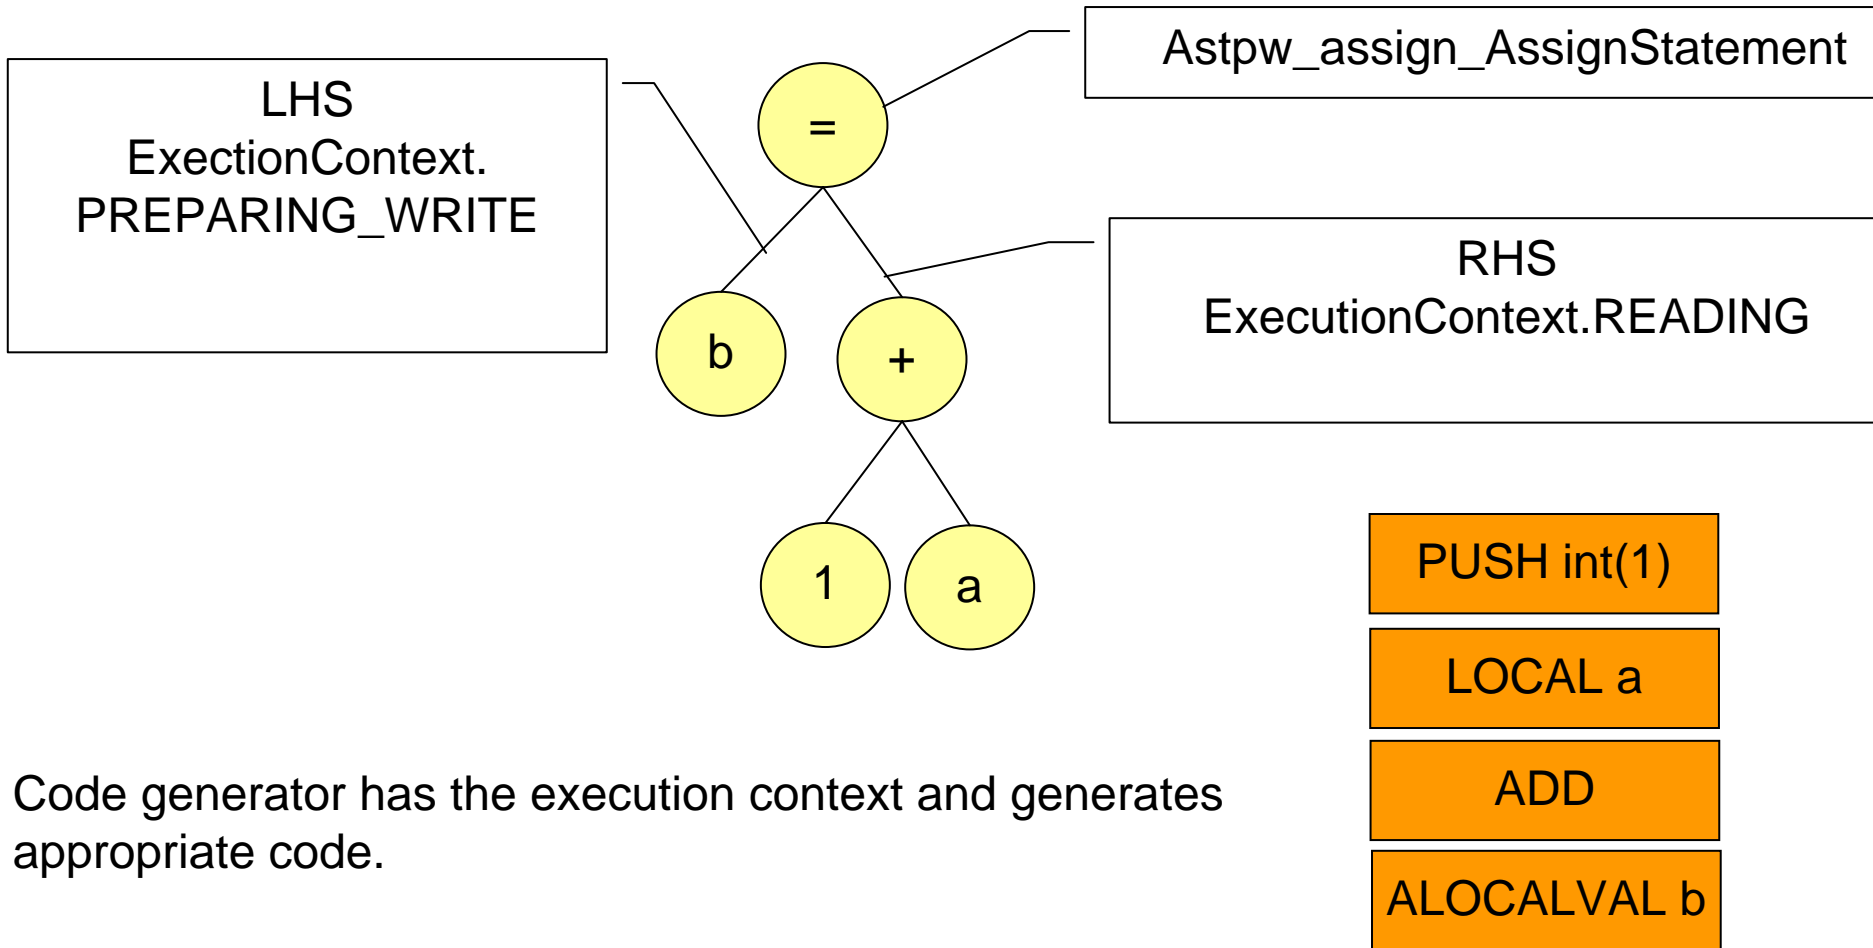 Astpw_assign_AssignStatement
LHS
ExectionContext.
PREPARING_WRITE
=
RHS
ExecutionContext.READING
b
+
1
a
PUSH int(1)
LOCAL a
ADD
ALOCALVAL b
Code generator has the execution context and generates
appropriate code.